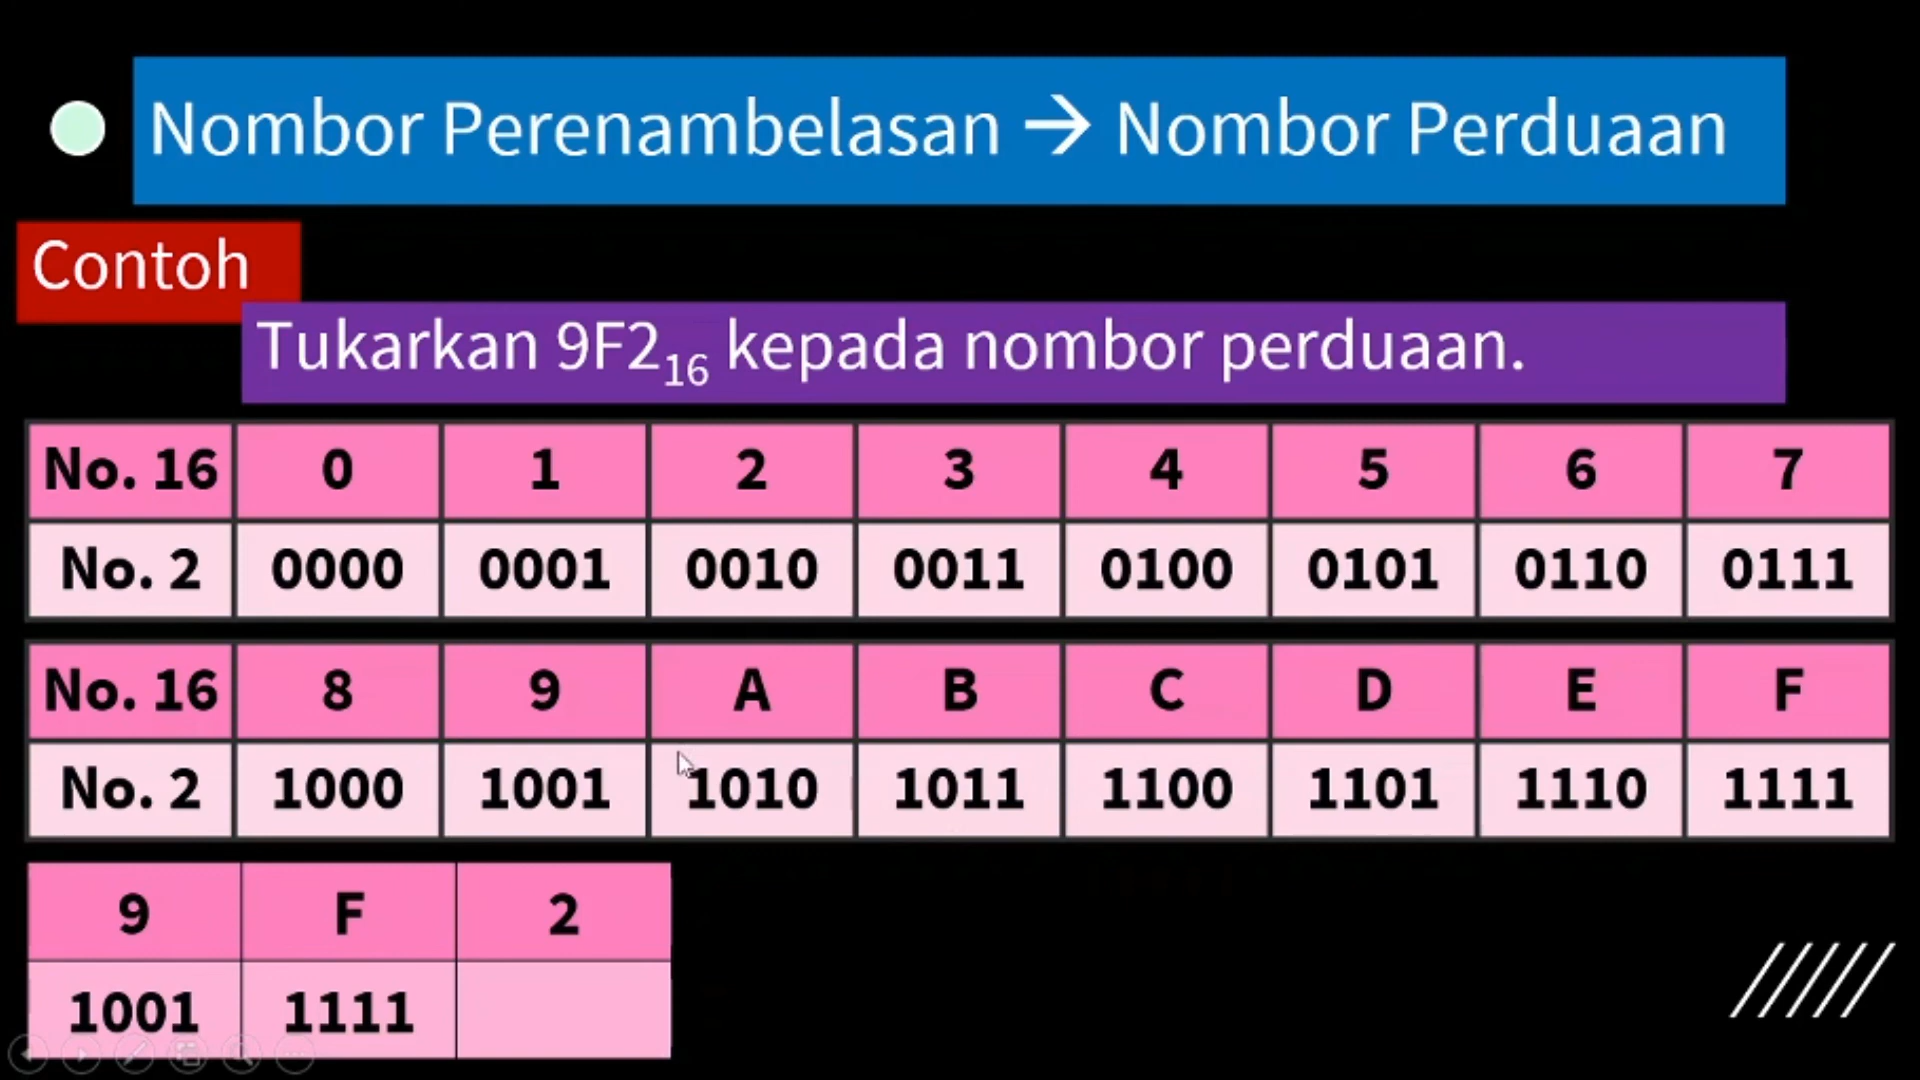 Nombor Perenambelasan → Nombor Perduaan
Contoh
Tukarkan 9F2₁₆ kepada nombor perduaan.
No. 16 0 1 2 3 4 5 6 7
No. 2 0000 0001 0010 0011 0100 0101 0110 0111
No. 16 8 9 A B C D E F
No. 2 1000 1001 1010 1011 1100 1101 1110 1111
9 F 2
1001 1111